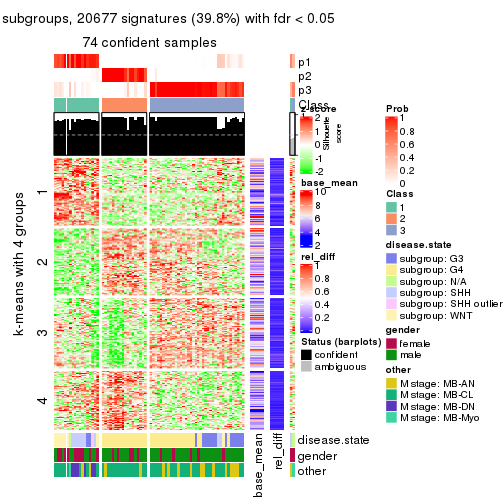 subgroups, 20677 signatures (39.8%) with fdr < 0.05
74 confident samples
p1
p2
p3
Class
z-score
2
1
0
-1
-2
Silhouette
score
base_mean
10
8
6
4
2
rel_diff
1
0.8
0.6
0.4
0.2
0
Status (barplots)
confident
ambiguous
k-means with 4 groups
1
2
3
4
disease.state
gender
other
base_mean
rel_diff
Prob
1
0.8
0.6
0.4
0.2
0
Class
1
2
3
disease.state
subgroup: G3
subgroup: G4
subgroup: N/A
subgroup: SHH
subgroup: SHH outlier
subgroup: WNT
gender
female
male
other
M stage: MB-AN
M stage: MB-CL
M stage: MB-DN
M stage: MB-Myo